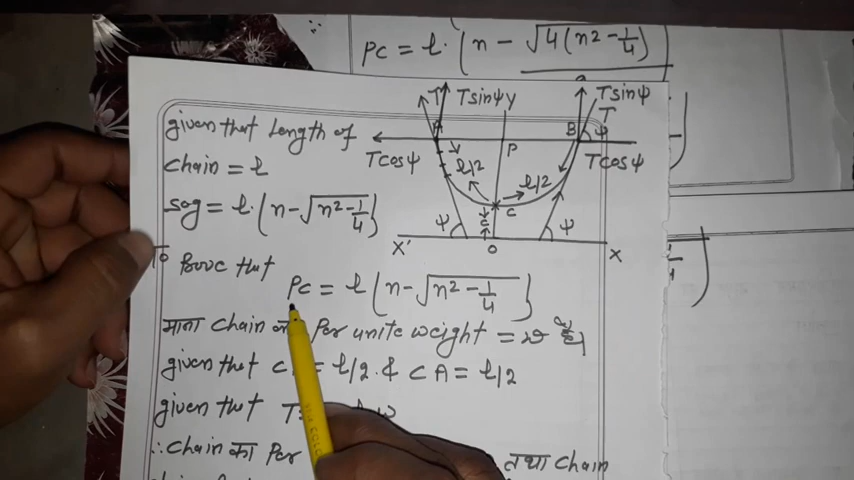 PC = l. (n - √4(n² - 1/4)
given that Length of
Chain = l
Sag = l. {n - √n² - 1/4}
T Tsinψ y
Tsinψ
T
A
P
B
ψ
Tcosψ
Tcosψ
l/2
l/2
C
c
ψ
ψ
X'
O
X
To Prove that
PC = l {n - √n² - 1/4}
माना Chain का Per unite weight = w है।
given that C = l/2 & CA = l/2
given tht T
∴ Chain का Per तथा Chain